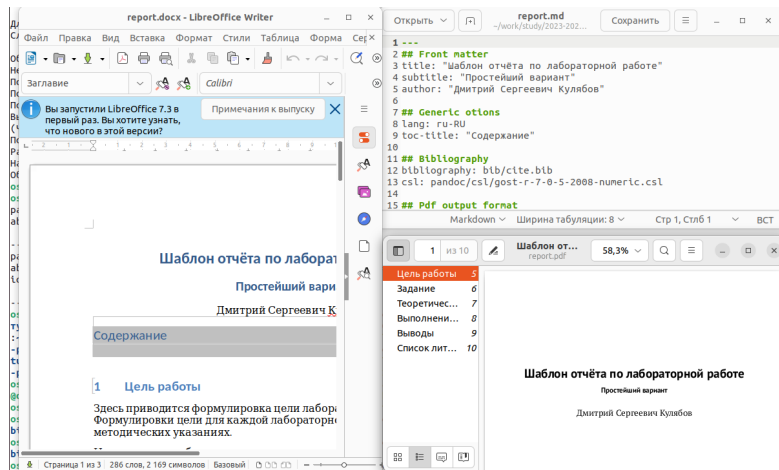 report.docx - LibreOffice Writer
Файл Правка Вид Вставка Формат Стили Таблица Форма
Заглавие
Calibri
Вы запустили LibreOffice 7.3 в
первый раз. Вы хотите узнать,
что нового в этой версии?
Примечания к выпуску
Шаблон отчёта по лаборат
Простейший вари
Дмитрий Сергеевич К
Содержание
1 Цель работы
Здесь приводится формулировка цели лабора
Формулировки цели для каждой лабораторно
методических указаниях.
Страница 1 из 3 286 слов, 2 169 символов Базовый
Открыть
report.md
~/work/study/2023-202...
Сохранить
1 ---
2 ## Front matter
3 title: "Шаблон отчёта по лабораторной работе"
4 subtitle: "Простейший вариант"
5 author: "Дмитрий Сергеевич Кулябов"
6
7 ## Generic otions
8 lang: ru-RU
9 toc-title: "Содержание"
10
11 ## Bibliography
12 bibliography: bib/cite.bib
13 csl: pandoc/csl/gost-r-7-0-5-2008-numeric.csl
14
15 ## Pdf output format
Markdown Ширина табуляции: 8 Стр 1, Стлб 1 ВСТ
1 из 10
Шаблон от...
report.pdf
58,3%
Цель работы 5
Задание 6
Теоретичес... 7
Выполнени... 8
Выводы 9
Список лит... 10
Шаблон отчёта по лабораторной работе
Простейший вариант
Дмитрий Сергеевич Кулябов